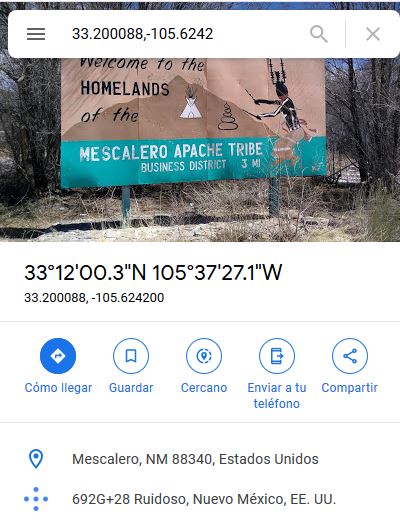 33.200088,-105.6242
Welcome to the
HOMELANDS
of the
MESCALERO APACHE TRIBE
BUSINESS DISTRICT 3 MI
33°12'00.3"N 105°37'27.1"W
33.200088, -105.624200
Cómo llegar
Guardar
Cercano
Enviar a tu
teléfono
Compartir
Mescalero, NM 88340, Estados Unidos
692G+28 Ruidoso, Nuevo México, EE. UU.